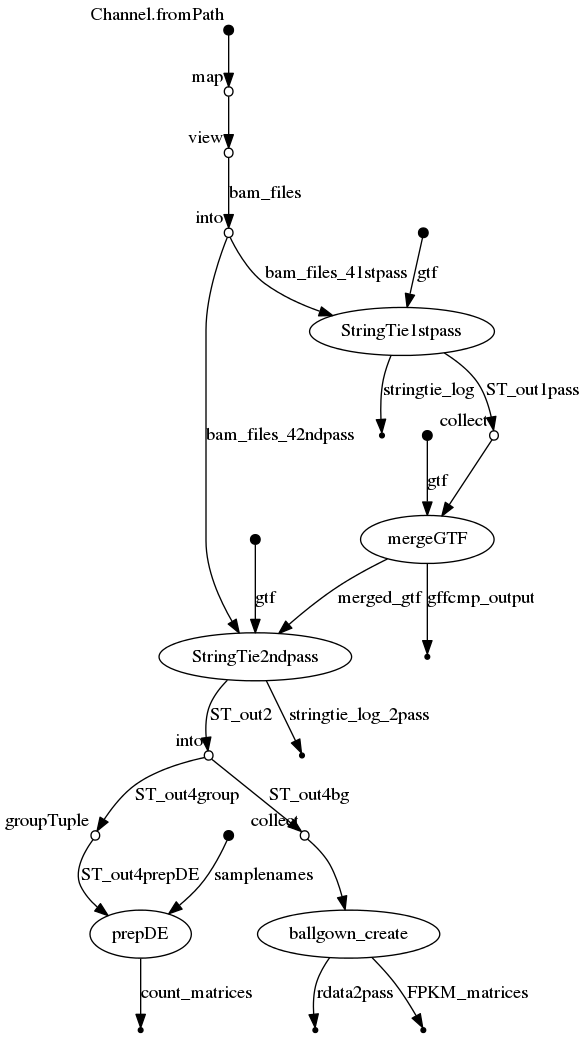 Channel.fromPath
map
view
bam_files
into
bam_files_41stpass
gtf
StringTie1stpass
stringtie_log
ST_out1pass
collect
bam_files_42ndpass
gtf
mergeGTF
gtf
merged_gtf
gffcmp_output
StringTie2ndpass
ST_out2
stringtie_log_2pass
into
ST_out4group
ST_out4bg
groupTuple
collect
ST_out4prepDE
samplenames
prepDE
ballgown_create
count_matrices
rdata2pass
FPKM_matrices